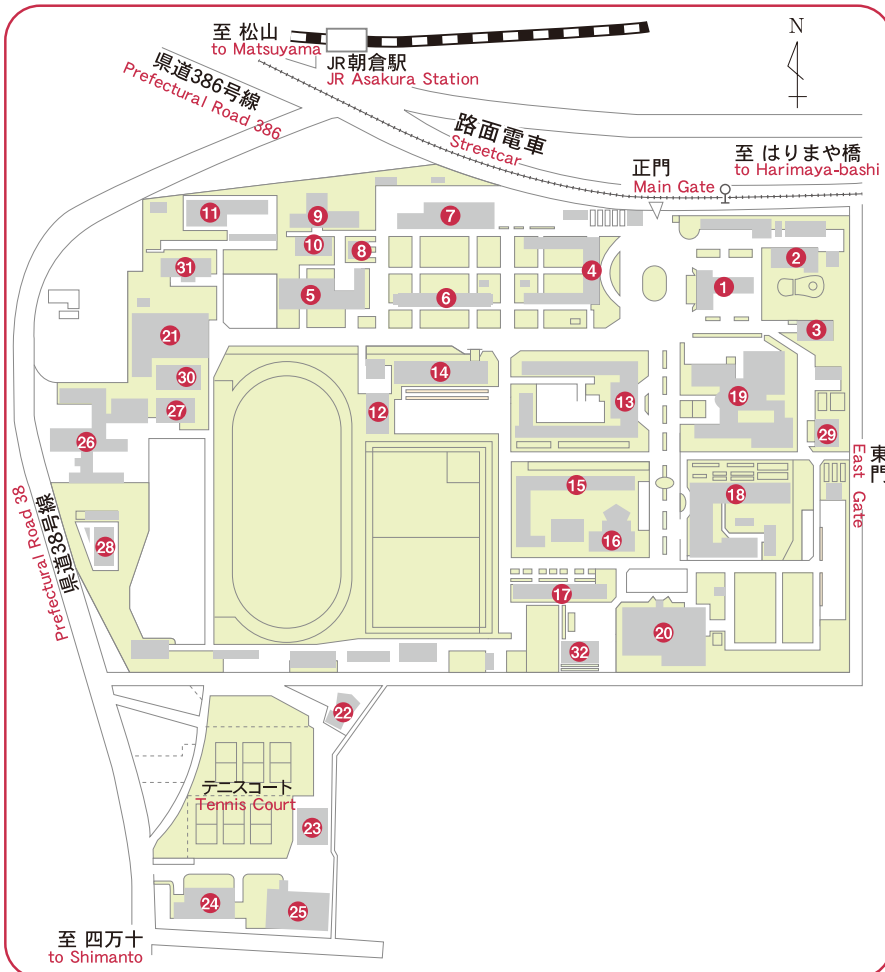 至 松山
to Matsuyama
JR朝倉駅
JR Asakura Station
N
県道386号線
Prefectural Road 386
路面電車
Streetcar
正門
Main Gate
至 はりまや橋
to Harimaya-bashi
11
9
7
10
8
2
31
4
5
6
1
3
21
14
30
19
12
13
27
29
26
東門
East Gate
15
18
県道38号線
Prefectural Road 38
28
16
17
20
32
22
テニスコート
Tennis Court
23
24
25
至 四万十
to Shimanto